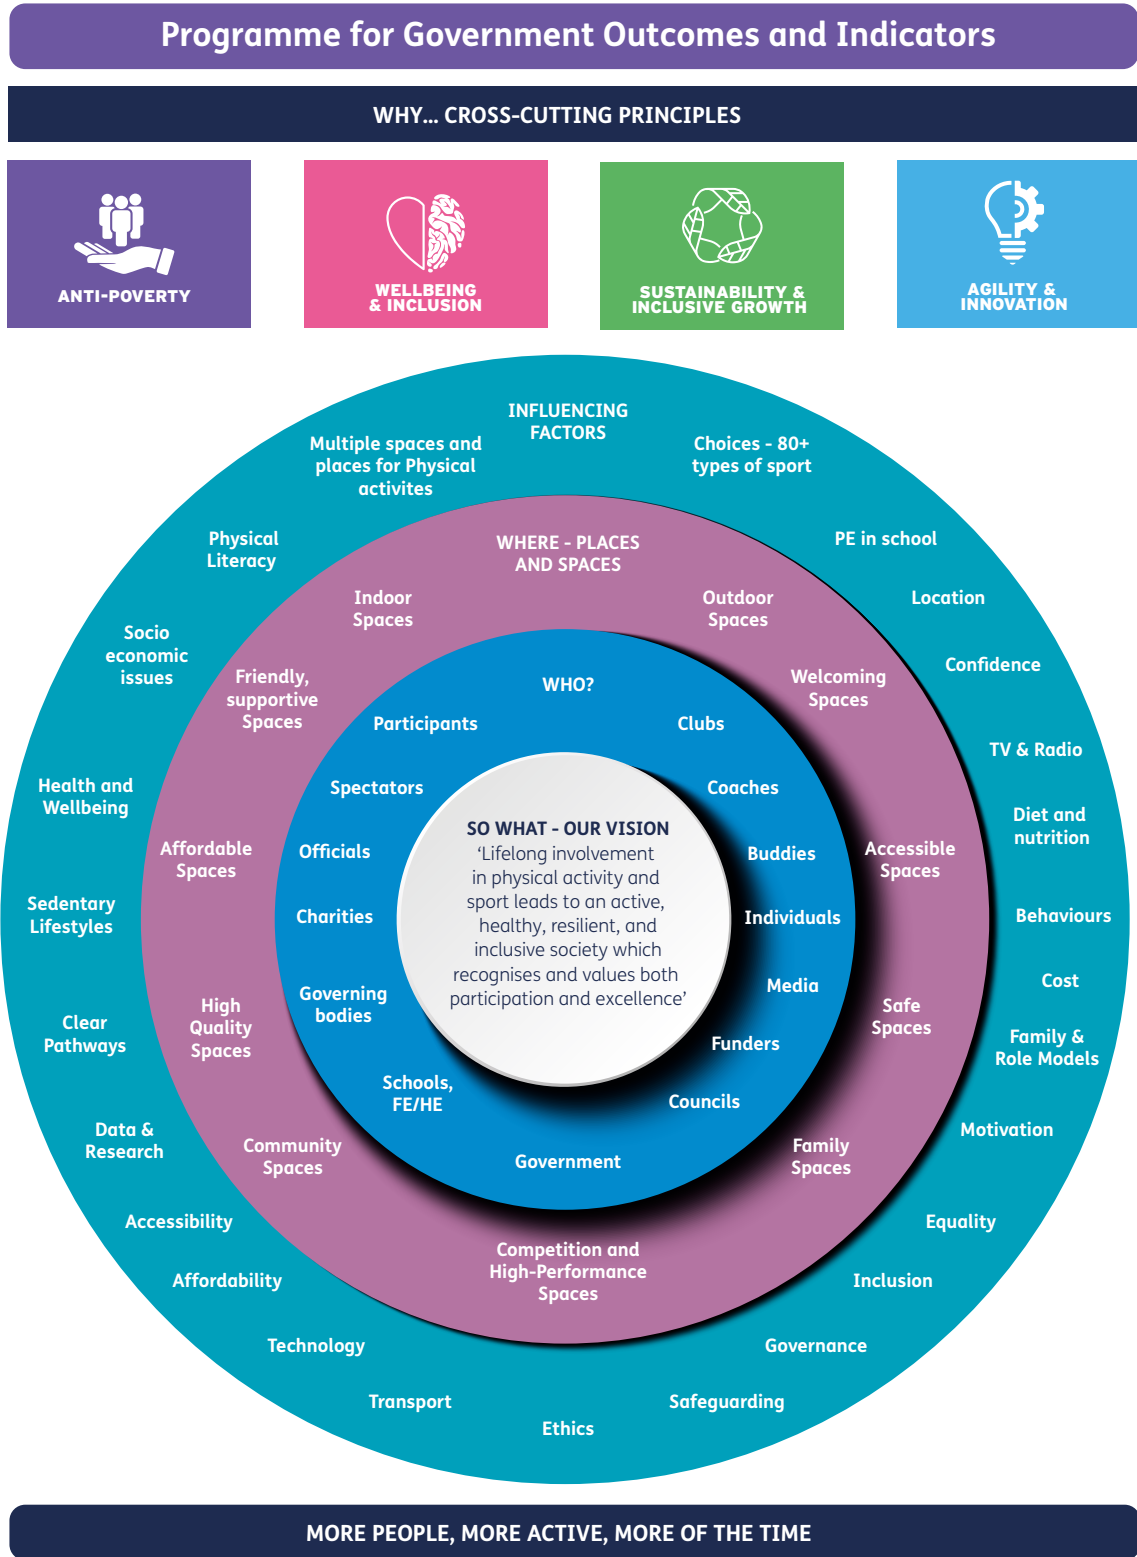 Programme for Government Outcomes and Indicators
WHY... CROSS-CUTTING PRINCIPLES
ANTI-POVERTY
WELLBEING
& INCLUSION
SUSTAINABILITY &
INCLUSIVE GROWTH
AGILITY &
INNOVATION
INFLUENCING
FACTORS
Choices - 80+
types of sport
PE in school
Location
Confidence
TV & Radio
Diet and
nutrition
Behaviours
Cost
Family &
Role Models
Motivation
Equality
Inclusion
Governance
Safeguarding
Ethics
Transport
Technology
Affordability
Accessibility
Data &
Research
Clear
Pathways
Sedentary
Lifestyles
Health and
Wellbeing
Socio
economic
issues
Physical
Literacy
Multiple spaces and
places for Physical
activites
WHERE - PLACES
AND SPACES
Outdoor
Spaces
Welcoming
Spaces
Accessible
Spaces
Safe
Spaces
Family
Spaces
Competition and
High-Performance
Spaces
Community
Spaces
High
Quality
Spaces
Affordable
Spaces
Friendly,
supportive
Spaces
Indoor
Spaces
WHO?
Clubs
Coaches
Buddies
Individuals
Media
Funders
Councils
Government
Schools,
FE/HE
Governing
bodies
Charities
Officials
Spectators
Participants
SO WHAT - OUR VISION
‘Lifelong involvement
in physical activity and
sport leads to an active,
healthy, resilient, and
inclusive society which
recognises and values both
participation and excellence’
MORE PEOPLE, MORE ACTIVE, MORE OF THE TIME